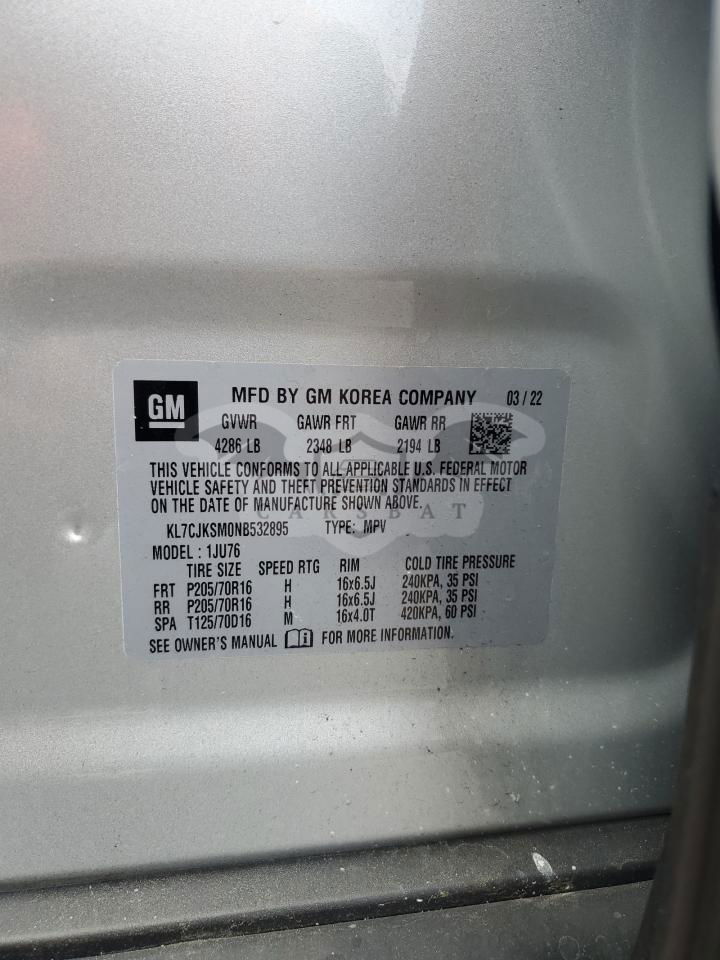 GM MFD BY GM KOREA COMPANY 03 / 22
GVWR GAWR FRT GAWR RR
4286 LB 2348 LB 2194 LB
THIS VEHICLE CONFORMS TO ALL APPLICABLE U.S. FEDERAL MOTOR
VEHICLE SAFETY AND THEFT PREVENTION STANDARDS IN EFFECT
ON THE DATE OF MANUFACTURE SHOWN ABOVE.
CARSBAT
KL7CJKSM0NB532895 TYPE: MPV
MODEL: 1JU76
TIRE SIZE SPEED RTG RIM COLD TIRE PRESSURE
FRT P205/70R16 H 16x6.5J 240KPA, 35 PSI
RR P205/70R16 H 16x6.5J 240KPA, 35 PSI
SPA T125/70D16 M 16x4.0T 420KPA, 60 PSI
SEE OWNER'S MANUAL FOR MORE INFORMATION.